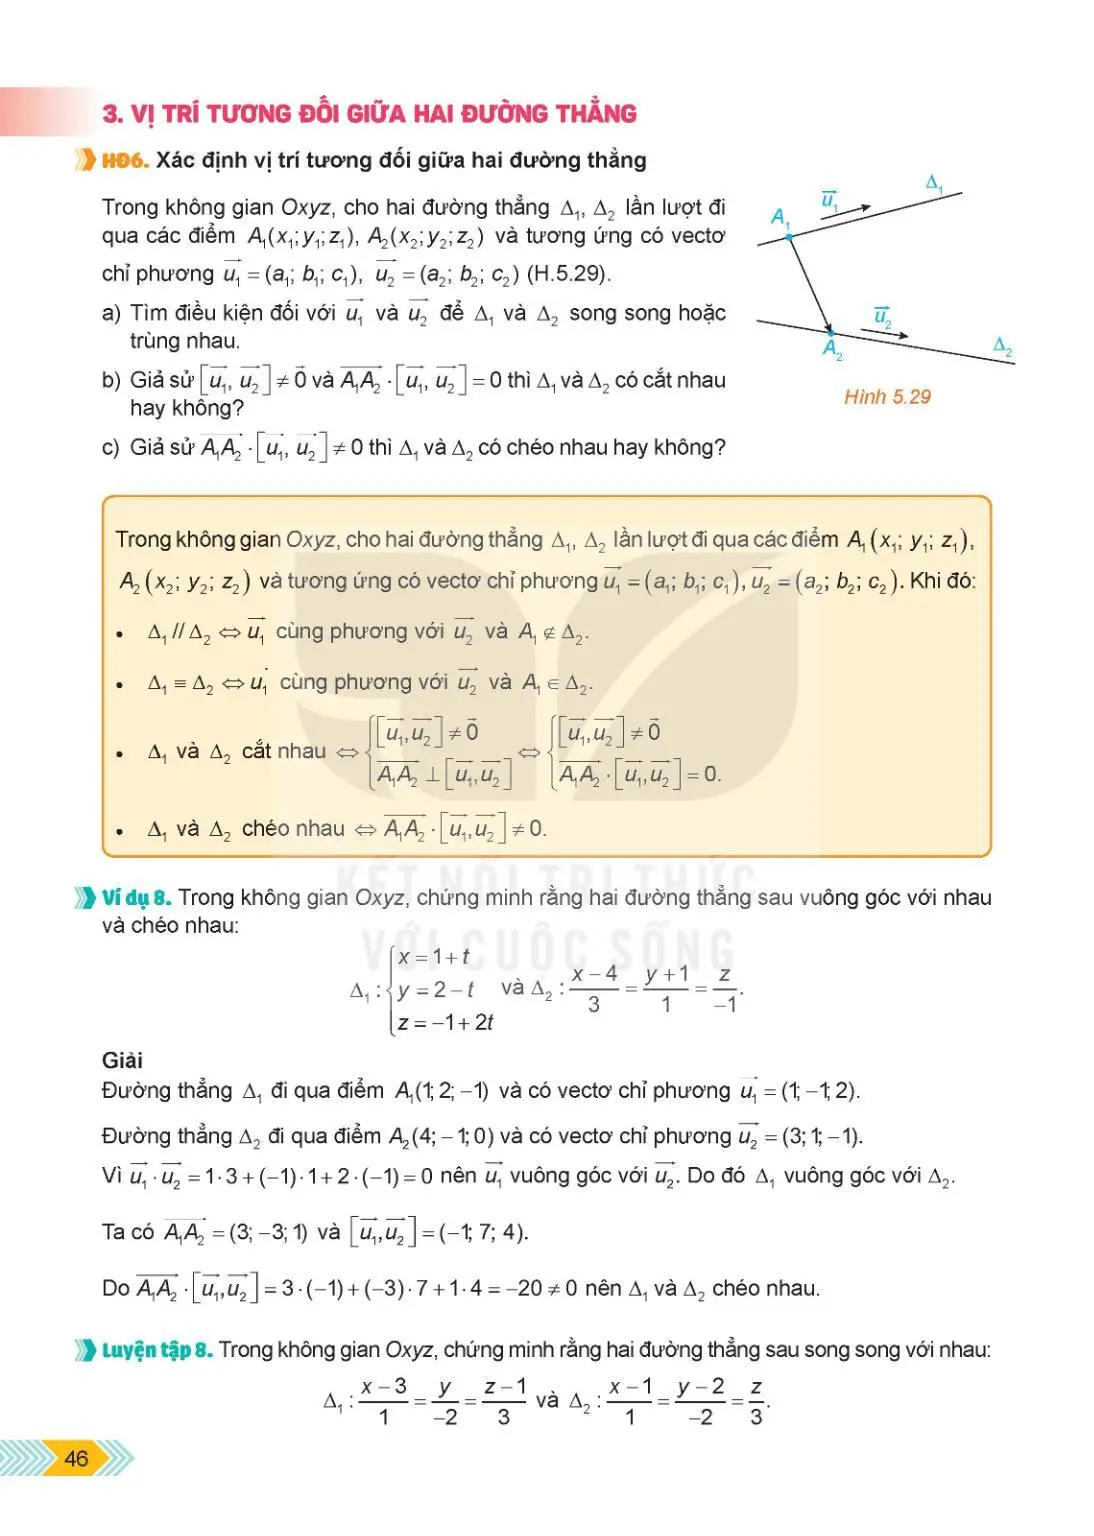 3. VỊ TRÍ TƯƠNG ĐỐI GIỮA HAI ĐƯỜNG THẲNG
HĐ6. Xác định vị trí tương đối giữa hai đường thẳng
Trong không gian Oxyz, cho hai đường thẳng Δ₁, Δ₂ lần lượt đi
qua các điểm A₁(x₁; y₁; z₁), A₂(x₂; y₂; z₂) và tương ứng có vectơ
chỉ phương u₁→ = (a₁; b₁; c₁), u₂→ = (a₂; b₂; c₂) (H.5.29).
a) Tìm điều kiện đối với u₁→ và u₂→ để Δ₁ và Δ₂ song song hoặc
trùng nhau.
b) Giả sử [u₁→, u₂→] ≠ 0→ và A₁A₂→ · [u₁→, u₂→] = 0 thì Δ₁ và Δ₂ có cắt nhau
hay không?
c) Giả sử A₁A₂→ · [u₁→, u₂→] ≠ 0 thì Δ₁ và Δ₂ có chéo nhau hay không?
A₁ u₁→ Δ₁
A₂ u₂→ Δ₂
Hình 5.29
Trong không gian Oxyz, cho hai đường thẳng Δ₁, Δ₂ lần lượt đi qua các điểm A₁(x₁; y₁; z₁),
A₂(x₂; y₂; z₂) và tương ứng có vectơ chỉ phương u₁→ = (a₁; b₁; c₁), u₂→ = (a₂; b₂; c₂). Khi đó:
• Δ₁ // Δ₂ ⇔ u₁→ cùng phương với u₂→ và A₁ ∉ Δ₂.
• Δ₁ ≡ Δ₂ ⇔ u₁→ cùng phương với u₂→ và A₁ ∈ Δ₂.
• Δ₁ và Δ₂ cắt nhau ⇔ { [u₁→, u₂→] ≠ 0→ ; A₁A₂→ ⊥ [u₁→, u₂→] ⇔ { [u₁→, u₂→] ≠ 0→ ; A₁A₂→ · [u₁→, u₂→] = 0.
• Δ₁ và Δ₂ chéo nhau ⇔ A₁A₂→ · [u₁→, u₂→] ≠ 0.
KẾT NỐI TRI THỨC
VỚI CUỘC SỐNG
Ví dụ 8. Trong không gian Oxyz, chứng minh rằng hai đường thẳng sau vuông góc với nhau
và chéo nhau:
Δ₁ : { x = 1 + t ; y = 2 − t ; z = −1 + 2t và Δ₂ : (x − 4)/3 = (y + 1)/1 = z/−1.
Giải
Đường thẳng Δ₁ đi qua điểm A₁(1; 2; −1) và có vectơ chỉ phương u₁→ = (1; −1; 2).
Đường thẳng Δ₂ đi qua điểm A₂(4; −1; 0) và có vectơ chỉ phương u₂→ = (3; 1; −1).
Vì u₁→ · u₂→ = 1·3 + (−1)·1 + 2·(−1) = 0 nên u₁→ vuông góc với u₂→. Do đó Δ₁ vuông góc với Δ₂.
Ta có A₁A₂→ = (3; −3; 1) và [u₁→, u₂→] = (−1; 7; 4).
Do A₁A₂→ · [u₁→, u₂→] = 3·(−1) + (−3)·7 + 1·4 = −20 ≠ 0 nên Δ₁ và Δ₂ chéo nhau.
Luyện tập 8. Trong không gian Oxyz, chứng minh rằng hai đường thẳng sau song song với nhau:
Δ₁ : (x − 3)/1 = y/−2 = (z − 1)/3 và Δ₂ : (x − 1)/1 = (y − 2)/−2 = z/3.
46